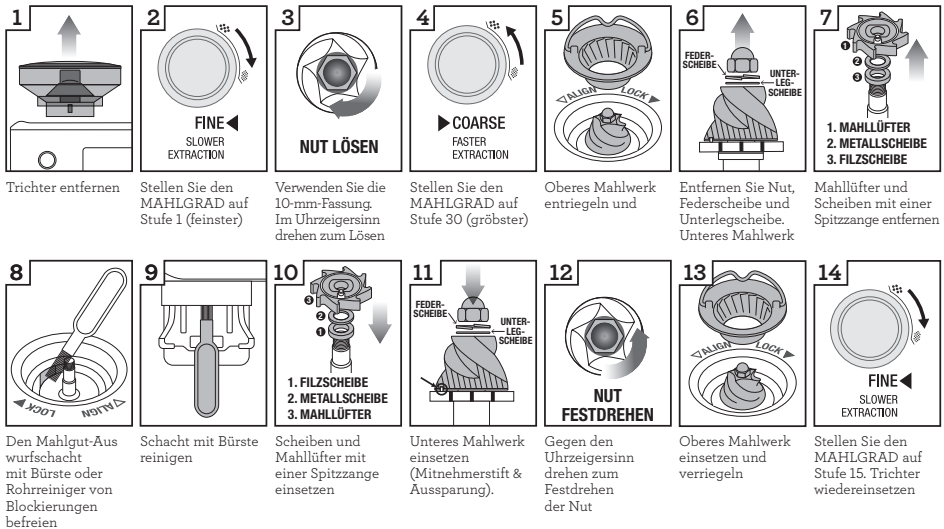 1
Trichter entfernen
2
FINE◀
SLOWER
EXTRACTION
Stellen Sie den
MAHLGRAD auf
Stufe 1 (feinster)
3
NUT LÖSEN
Verwenden Sie die
10-mm-Fassung.
Im Uhrzeigersinn
drehen zum Lösen
4
▶COARSE
FASTER
EXTRACTION
Stellen Sie den
MAHLGRAD auf
Stufe 30 (gröbster)
5
▽ALIGN LOCK▶
Oberes Mahlwerk
entriegeln und
6
FEDER-
SCHEIBE
UNTER-
LEG-
SCHEIBE
Entfernen Sie Nut,
Federscheibe und
Unterlegscheibe.
Unteres Mahlwerk
7
1
2
3
1. MAHLLÜFTER
2. METALLSCHEIBE
3. FILZSCHEIBE
Mahllüfter und
Scheiben mit einer
Spitzzange entfernen
8
LOCK▶ ▽ALIGN
Den Mahlgut-Aus
wurfschacht
mit Bürste oder
Rohrreiniger von
Blockierungen
befreien
9
Schacht mit Bürste
reinigen
10
3
2
1
1. FILZSCHEIBE
2. METALLSCHEIBE
3. MAHLLÜFTER
Scheiben und
Mahllüfter mit
einer Spitzzange
einsetzen
11
FEDER-
SCHEIBE
UNTER-
LEG-
SCHEIBE
Unteres Mahlwerk
einsetzen
(Mitnehmerstift &
Aussparung).
12
NUT
FESTDREHEN
Gegen den
Uhrzeigersinn
drehen zum
Festdrehen
der Nut
13
▽ALIGN LOCK▶
Oberes Mahlwerk
einsetzen und
verriegeln
14
FINE◀
SLOWER
EXTRACTION
Stellen Sie den
MAHLGRAD auf
Stufe 15. Trichter
wiedereinsetzen